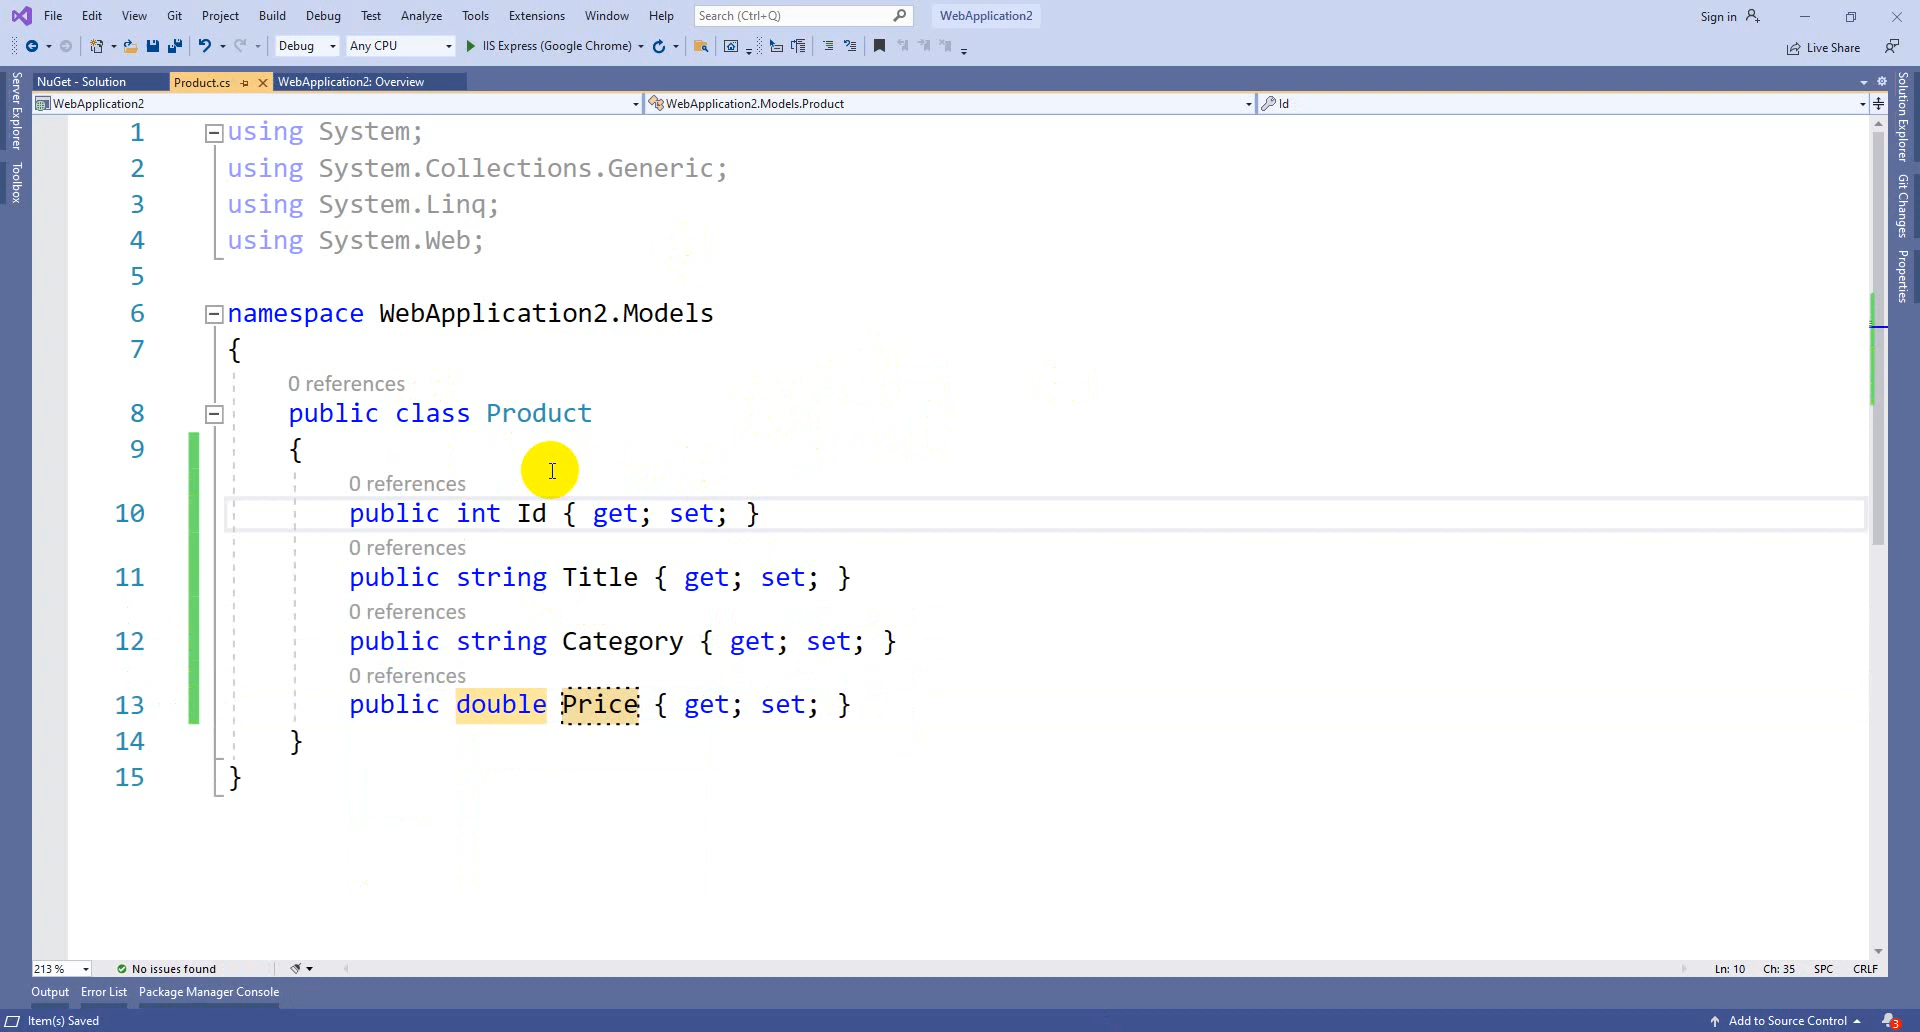 File Edit View Git Project Build Debug Test Analyze Tools Extensions Window Help Search (Ctrl+Q) WebApplication2 Sign in
Debug Any CPU IIS Express (Google Chrome) Live Share
NuGet - Solution Product.cs WebApplication2: Overview
WebApplication2 WebApplication2.Models.Product Id
Server Explorer
Toolbox
1 using System;
2 using System.Collections.Generic;
3 using System.Linq;
4 using System.Web;
5
6 namespace WebApplication2.Models
7 {
0 references
8 public class Product
9 {
0 references
10 public int Id { get; set; }
0 references
11 public string Title { get; set; }
0 references
12 public string Category { get; set; }
0 references
13 public double Price { get; set; }
14 }
15 }
Solution Explorer
Git Changes
Properties
213 % No issues found Ln: 10 Ch: 35 SPC CRLF
Output Error List Package Manager Console
Item(s) Saved Add to Source Control 3